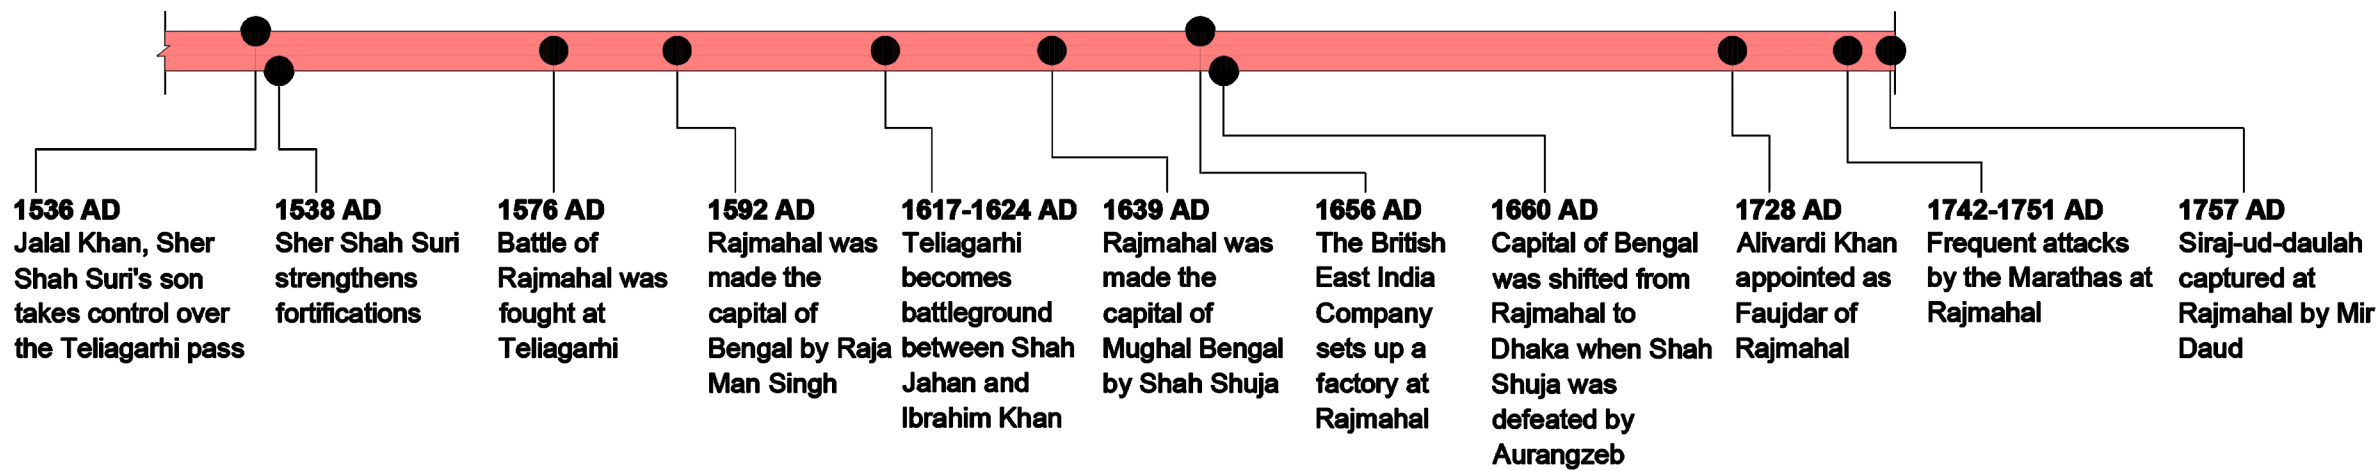 1536 AD
Jalal Khan, Sher
Shah Suri's son
takes control over
the Teliagarhi pass
1538 AD
Sher Shah Suri
strengthens
fortifications
1576 AD
Battle of
Rajmahal was
fought at
Teliagarhi
1592 AD
Rajmahal was
made the
capital of
Bengal by Raja
Man Singh
1617-1624 AD
Teliagarhi
becomes
battleground
between Shah
Jahan and
Ibrahim Khan
1639 AD
Rajmahal was
made the
capital of
Mughal Bengal
by Shah Shuja
1656 AD
The British
East India
Company
sets up a
factory at
Rajmahal
1660 AD
Capital of Bengal
was shifted from
Rajmahal to
Dhaka when Shah
Shuja was
defeated by
Aurangzeb
1728 AD
Alivardi Khan
appointed as
Faujdar of
Rajmahal
1742-1751 AD
Frequent attacks
by the Marathas at
Rajmahal
1757 AD
Siraj-ud-daulah
captured at
Rajmahal by Mir
Daud